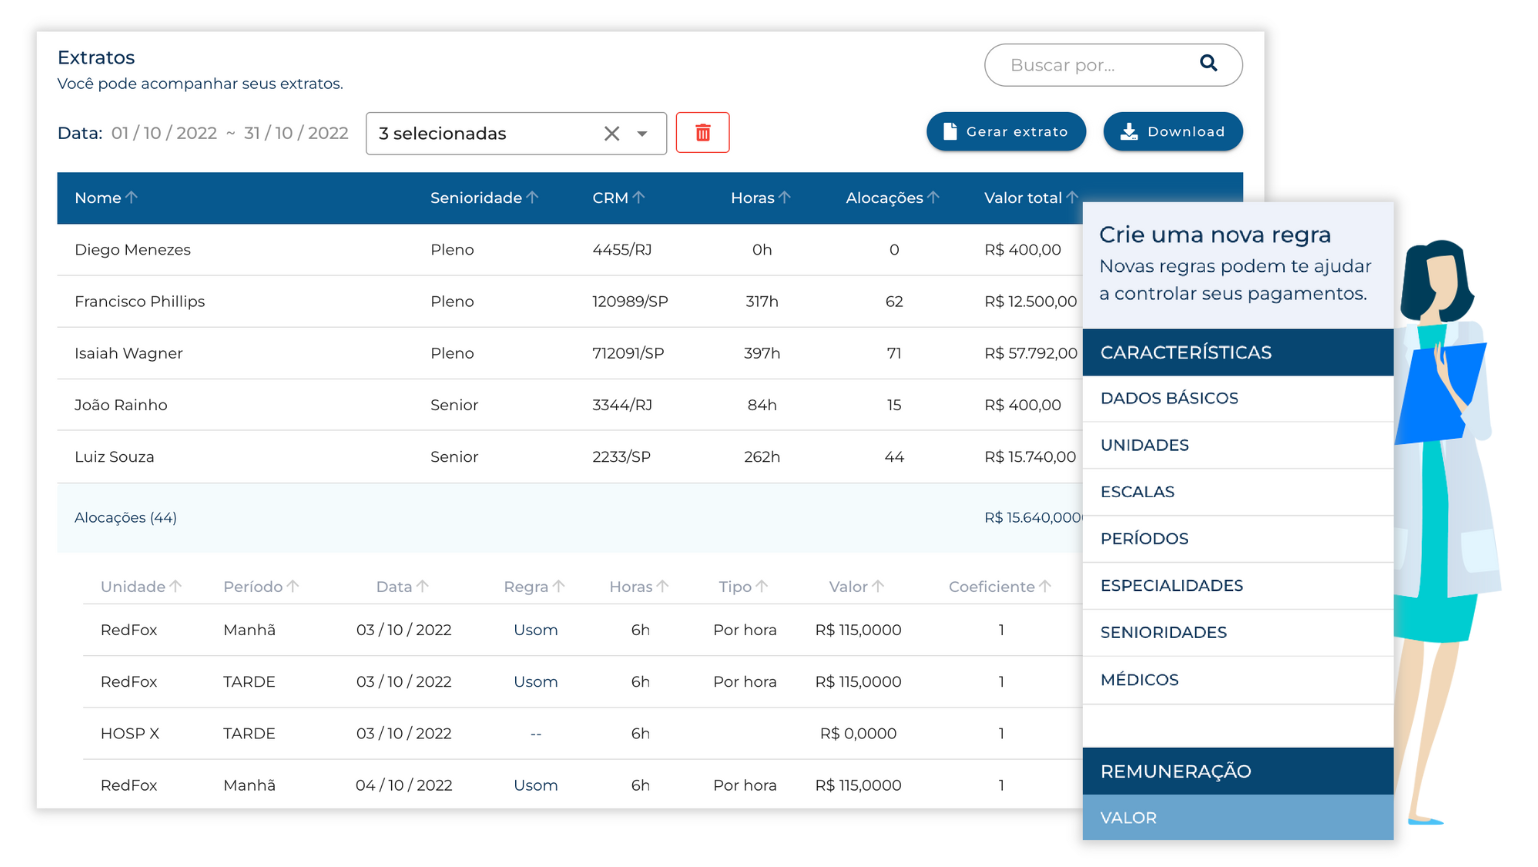 Extratos
Você pode acompanhar seus extratos.
Buscar por...
Data: 01 / 10 / 2022 ~ 31 / 10 / 2022
3 selecionadas
Gerar extrato
Download
Nome Senioridade CRM Horas Alocações Valor total
Diego Menezes Pleno 4455/RJ 0h 0 R$ 400,00
Francisco Phillips Pleno 120989/SP 317h 62 R$ 12.500,00
Isaiah Wagner Pleno 712091/SP 397h 71 R$ 57.792,00
João Rainho Senior 3344/RJ 84h 15 R$ 400,00
Luiz Souza Senior 2233/SP 262h 44 R$ 15.740,00
Alocações (44) R$ 15.640,000
Unidade Período Data Regra Horas Tipo Valor Coeficiente
RedFox Manhã 03 / 10 / 2022 Usom 6h Por hora R$ 115,0000 1
RedFox TARDE 03 / 10 / 2022 Usom 6h Por hora R$ 115,0000 1
HOSP X TARDE 03 / 10 / 2022 -- 6h R$ 0,0000 1
RedFox Manhã 04 / 10 / 2022 Usom 6h Por hora R$ 115,0000 1
Crie uma nova regra
Novas regras podem te ajudar
a controlar seus pagamentos.
CARACTERÍSTICAS
DADOS BÁSICOS
UNIDADES
ESCALAS
PERÍODOS
ESPECIALIDADES
SENIORIDADES
MÉDICOS
REMUNERAÇÃO
VALOR